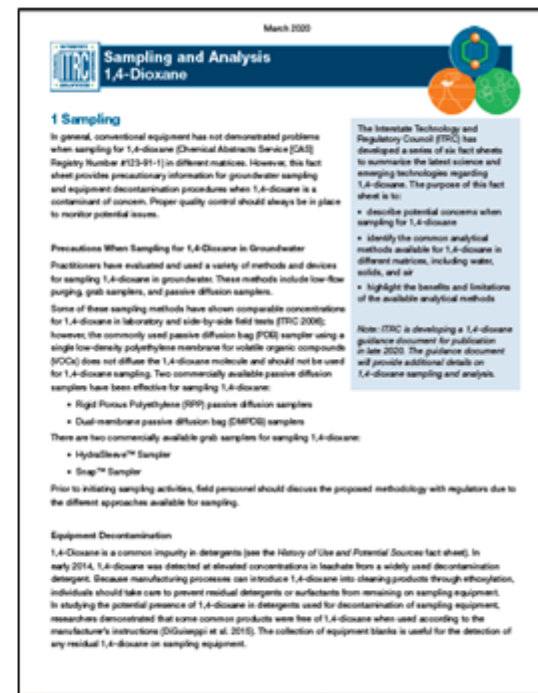 March 2020
ITRC
Sampling and Analysis
1,4-Dioxane
1 Sampling
In general, conventional equipment has not demonstrated problems
when sampling for 1,4-dioxane (Chemical Abstracts Service [CAS]
Registry Number #123-91-1) in different matrices. However, this fact
sheet provides precautionary information for groundwater sampling
and equipment decontamination procedures when 1,4-dioxane is a
contaminant of concern. Proper quality control should always be in place
to monitor potential issues.
Precautions When Sampling for 1,4-Dioxane in Groundwater
Practitioners have evaluated and used a variety of methods and devices
for sampling 1,4-dioxane in groundwater. These methods include low-flow
purging, grab samplers, and passive diffusion samplers.
Some of these sampling methods have shown comparable concentrations
for 1,4-dioxane in laboratory and side-by-side field tests (ITRC 2006);
however, the commonly used passive diffusion bag (PDB) sampler using a
single low-density polyethylene membrane for volatile organic compounds
(VOCs) does not diffuse the 1,4-dioxane molecule and should not be used
for 1,4-dioxane sampling. Two commercially available passive diffusion
samplers have been effective for sampling 1,4-dioxane:
• Rigid Porous Polyethylene (RPP) passive diffusion samplers
• Dual-membrane passive diffusion bag (DMPDB) samplers
There are two commercially available grab samplers for sampling 1,4-dioxane:
• HydraSleeve™ Sampler
• Snap™ Sampler
Prior to initiating sampling activities, field personnel should discuss the proposed methodology with regulators due to
the different approaches available for sampling.
Equipment Decontamination
1,4-Dioxane is a common impurity in detergents (see the History of Use and Potential Sources fact sheet). In
early 2014, 1,4-dioxane was detected at elevated concentrations in leachate from a widely used decontamination
detergent. Because manufacturing processes can introduce 1,4-dioxane into cleaning products through ethoxylation,
individuals should take care to prevent residual detergents or surfactants from remaining on sampling equipment.
In studying the potential presence of 1,4-dioxane in detergents used for decontamination of sampling equipment,
researchers demonstrated that some common products were free of 1,4-dioxane when used according to the
manufacturer's instructions (DiGuiseppi et al. 2015). The collection of equipment blanks is useful for the detection of
any residual 1,4-dioxane on sampling equipment.
The Interstate Technology and
Regulatory Council (ITRC) has
developed a series of six fact sheets
to summarize the latest science and
emerging technologies regarding
1,4-dioxane. The purpose of this fact
sheet is to:
• describe potential concerns when
sampling for 1,4-dioxane
• identify the common analytical
methods available for 1,4-dioxane in
different matrices, including water,
solids, and air
• highlight the benefits and limitations
of the available analytical methods
Note: ITRC is developing a 1,4-dioxane
guidance document for publication
in late 2020. The guidance document
will provide additional details on
1,4-dioxane sampling and analysis.